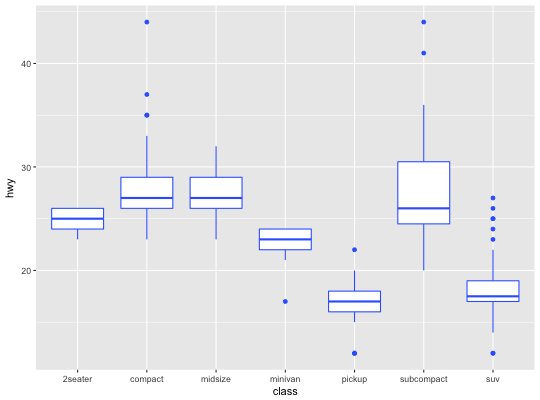 hwy
40
30
20
2seater compact midsize minivan pickup subcompact suv
class